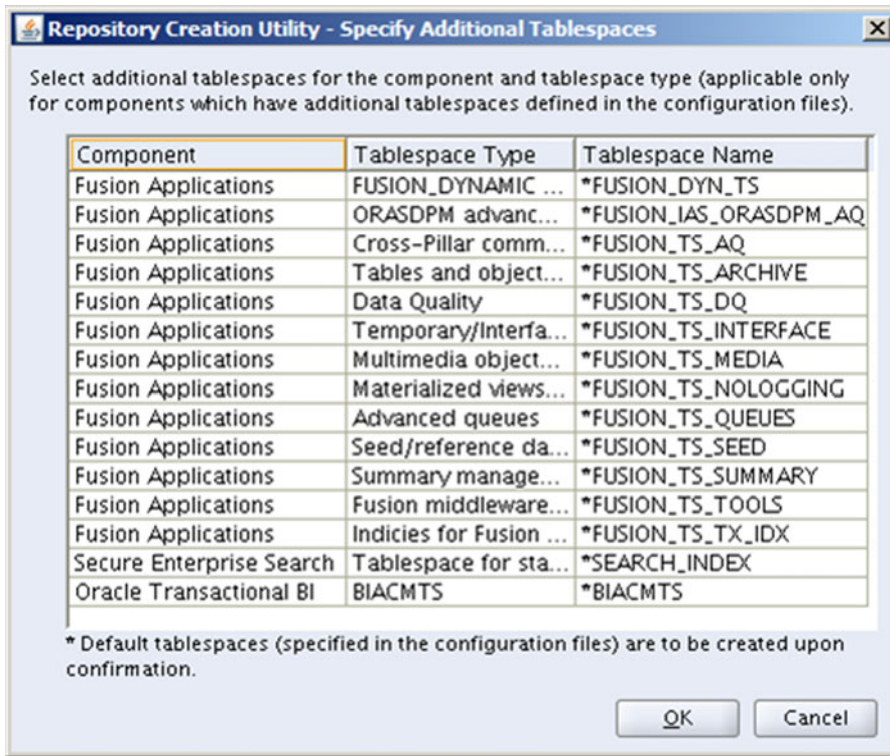 Repository Creation Utility - Specify Additional Tablespaces
Select additional tablespaces for the component and tablespace type (applicable only
for components which have additional tablespaces defined in the configuration files).
Component Tablespace Type Tablespace Name
Fusion Applications FUSION_DYNAMIC ... *FUSION_DYN_TS
Fusion Applications ORASDPM advanc... *FUSION_IAS_ORASDPM_AQ
Fusion Applications Cross-Pillar comm... *FUSION_TS_AQ
Fusion Applications Tables and object... *FUSION_TS_ARCHIVE
Fusion Applications Data Quality *FUSION_TS_DQ
Fusion Applications Temporary/Interfa... *FUSION_TS_INTERFACE
Fusion Applications Multimedia object... *FUSION_TS_MEDIA
Fusion Applications Materialized views... *FUSION_TS_NOLOGGING
Fusion Applications Advanced queues *FUSION_TS_QUEUES
Fusion Applications Seed/reference da... *FUSION_TS_SEED
Fusion Applications Summary manage... *FUSION_TS_SUMMARY
Fusion Applications Fusion middleware... *FUSION_TS_TOOLS
Fusion Applications Indicies for Fusion ... *FUSION_TS_TX_IDX
Secure Enterprise Search Tablespace for sta... *SEARCH_INDEX
Oracle Transactional BI BIACMTS *BIACMTS
* Default tablespaces (specified in the configuration files) are to be created upon
confirmation.
OK Cancel